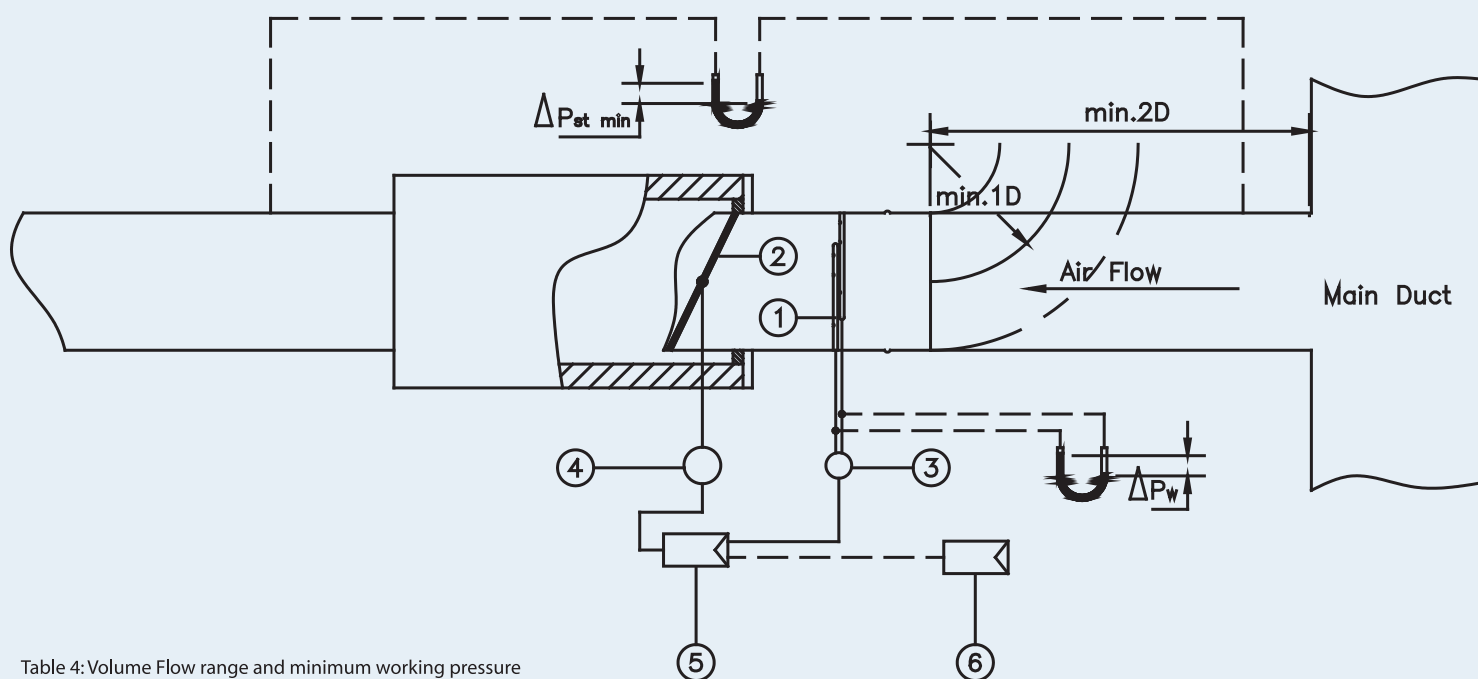 ΔPst min
min.2D
min.1D
2
Air Flow
1
Main Duct
4
3
ΔPw
5
6
Table 4: Volume Flow range and minimum working pressure